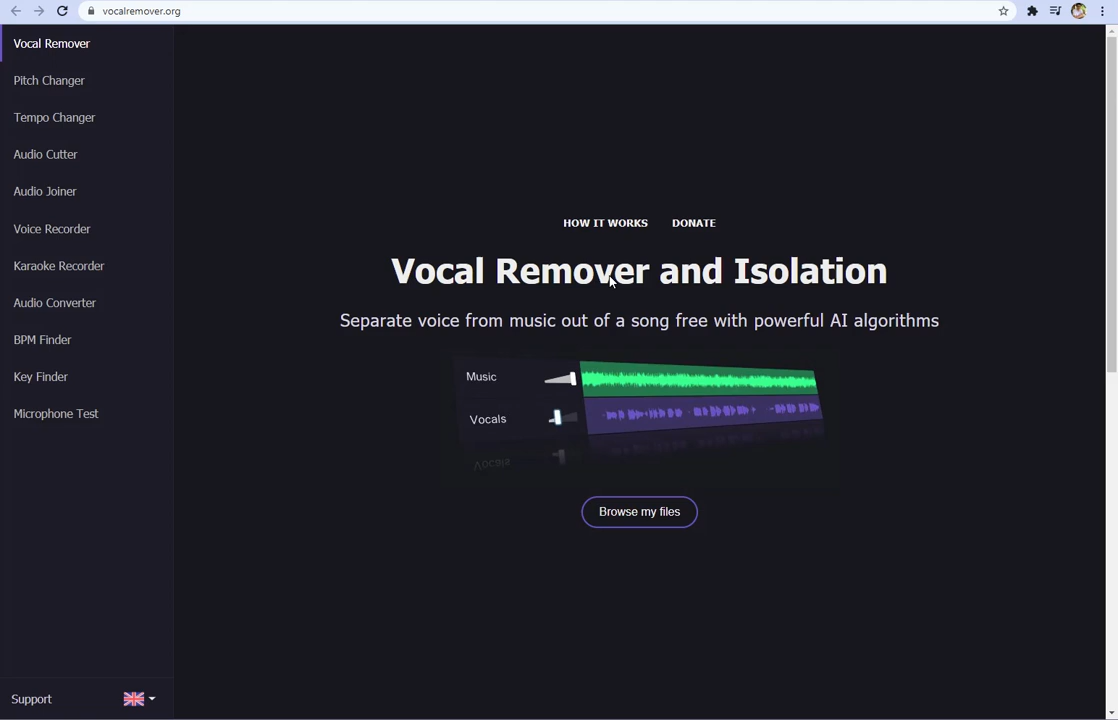 vocalremover.org
Vocal Remover
Pitch Changer
Tempo Changer
Audio Cutter
Audio Joiner
Voice Recorder
Karaoke Recorder
Audio Converter
BPM Finder
Key Finder
Microphone Test
Support
HOW IT WORKS DONATE
Vocal Remover and Isolation
Separate voice from music out of a song free with powerful AI algorithms
Music
Vocals
Vocals
Browse my files